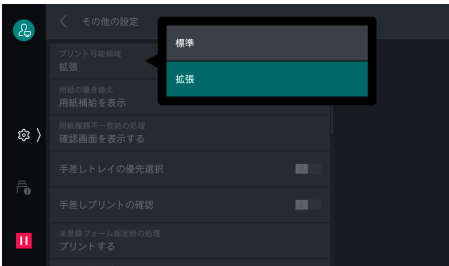 その他の設定
標準
拡張
プリント可能領域
拡張
用紙の置き換え
用紙補給を表示
用紙種類不一致時の処理
確認画面を表示する
手差しトレイの優先選択
手差しプリントの確認
未登録フォーム指定時の処理
プリントする